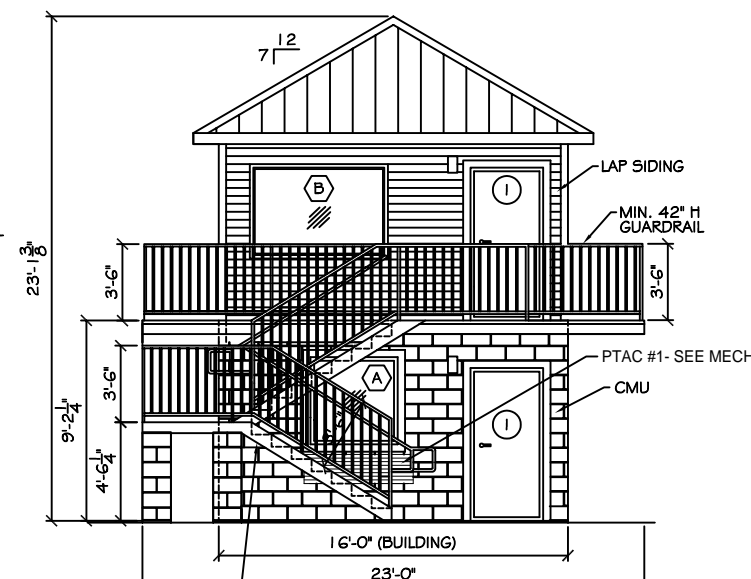 12
7
B
1
LAP SIDING
MIN. 42" H
GUARDRAIL
23'-1 3/8"
3'-6"
3'-6"
PTAC #1- SEE MECH
A
3'-6"
9'-2 1/4"
CMU
1
4'-6 1/4"
16'-0" (BUILDING)
23'-0"